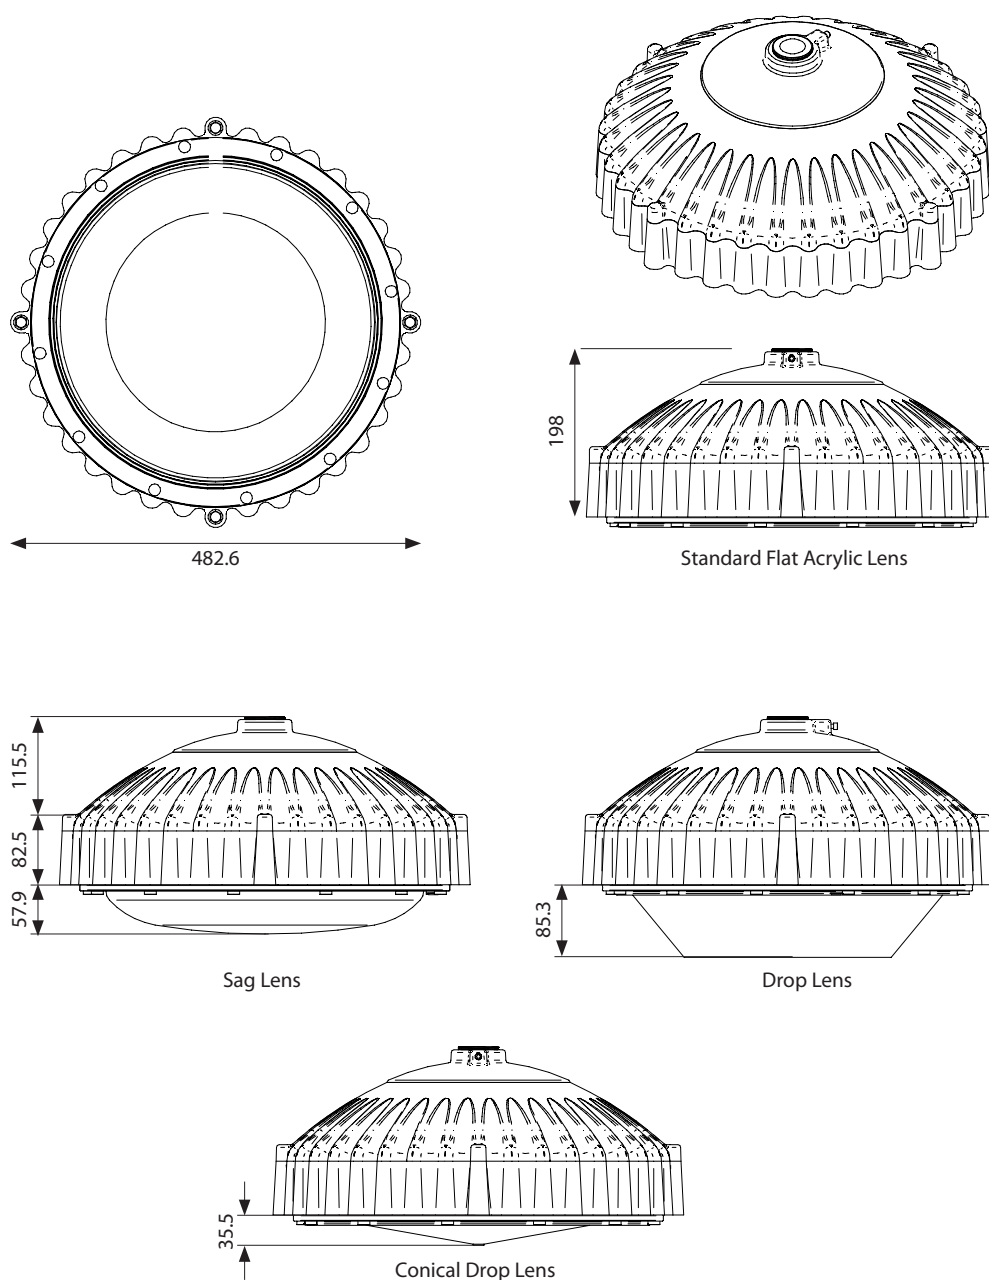 482.6
198
Standard Flat Acrylic Lens
115.5
82.5
57.9
Sag Lens
85.3
Drop Lens
35.5
Conical Drop Lens